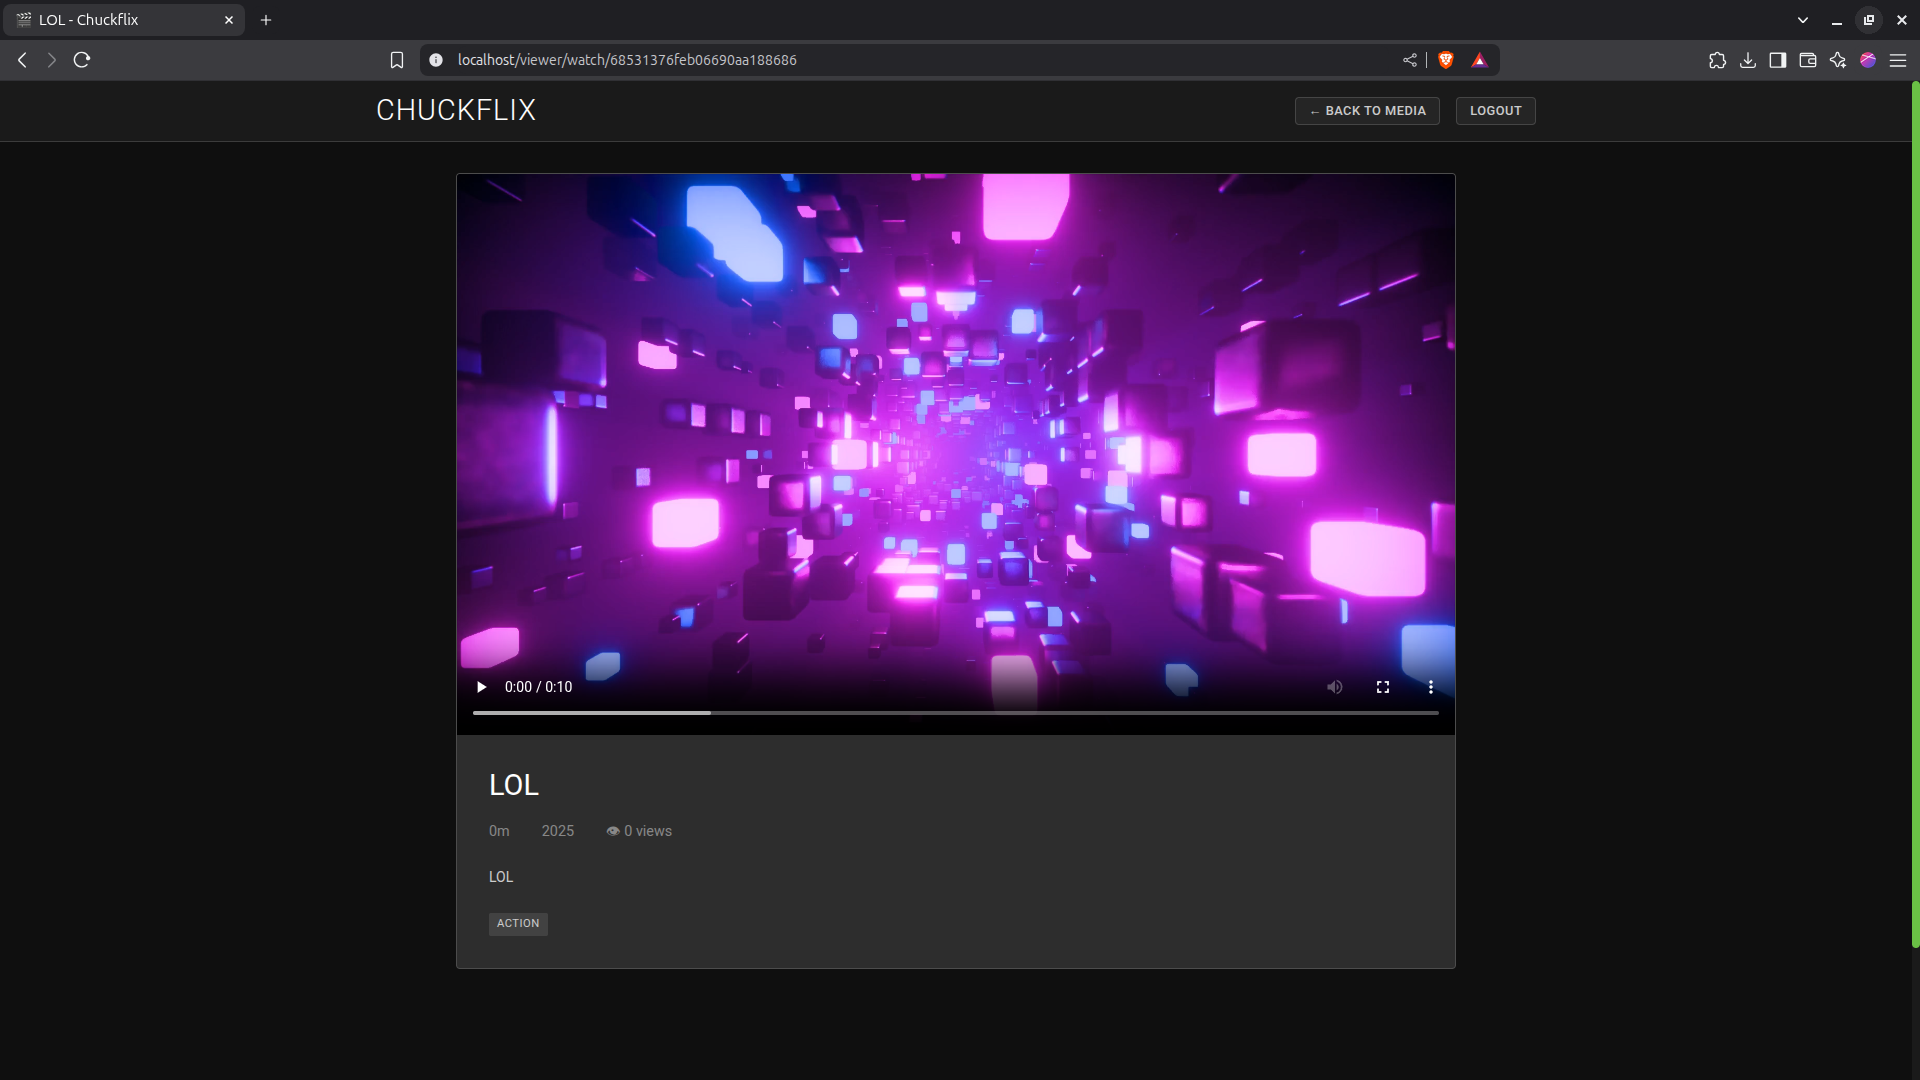 LOL - Chuckflix
localhost/viewer/watch/68531376feb06690aa188686
CHUCKFLIX
← BACK TO MEDIA
LOGOUT
0:00 / 0:10
LOL
0m 2025 👁 0 views
LOL
ACTION